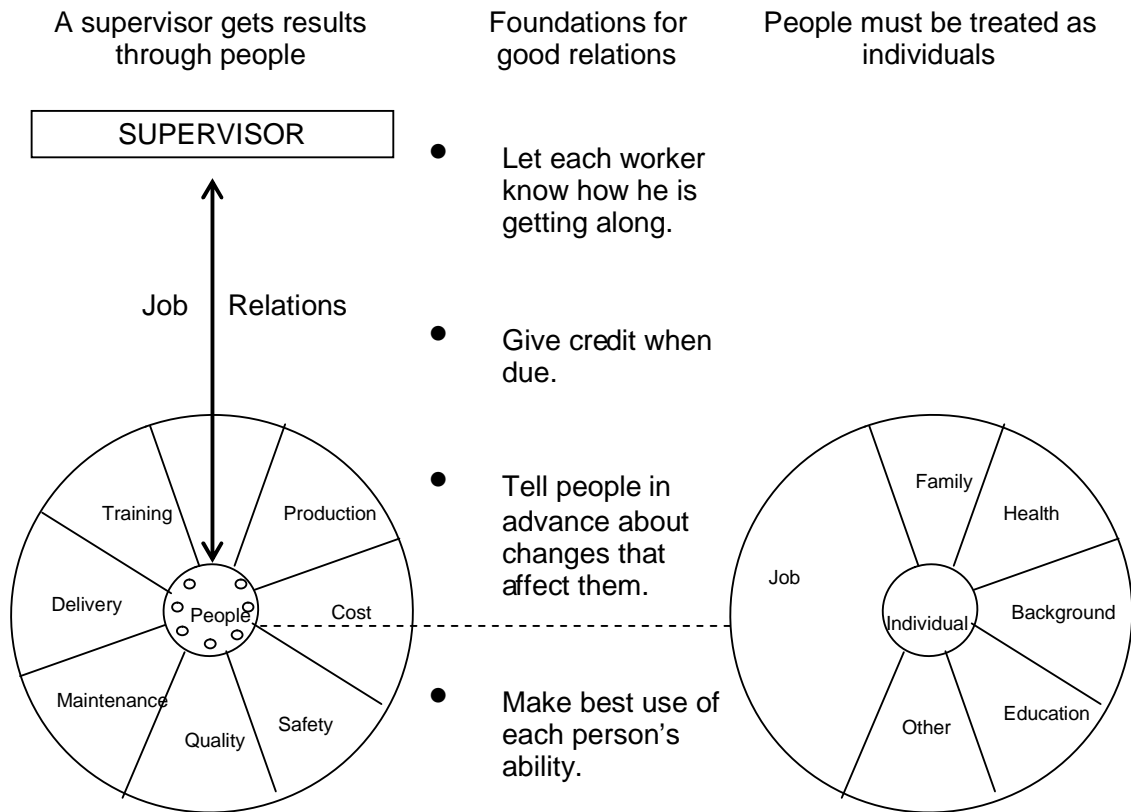 A supervisor gets results
through people
Foundations for
good relations
People must be treated as
individuals
SUPERVISOR
Job Relations
Training
Production
Delivery
People
Cost
Maintenance
Quality
Safety
• Let each worker
know how he is
getting along.
• Give credit when
due.
• Tell people in
advance about
changes that
affect them.
• Make best use of
each person's
ability.
Family
Health
Job
Individual
Background
Other
Education